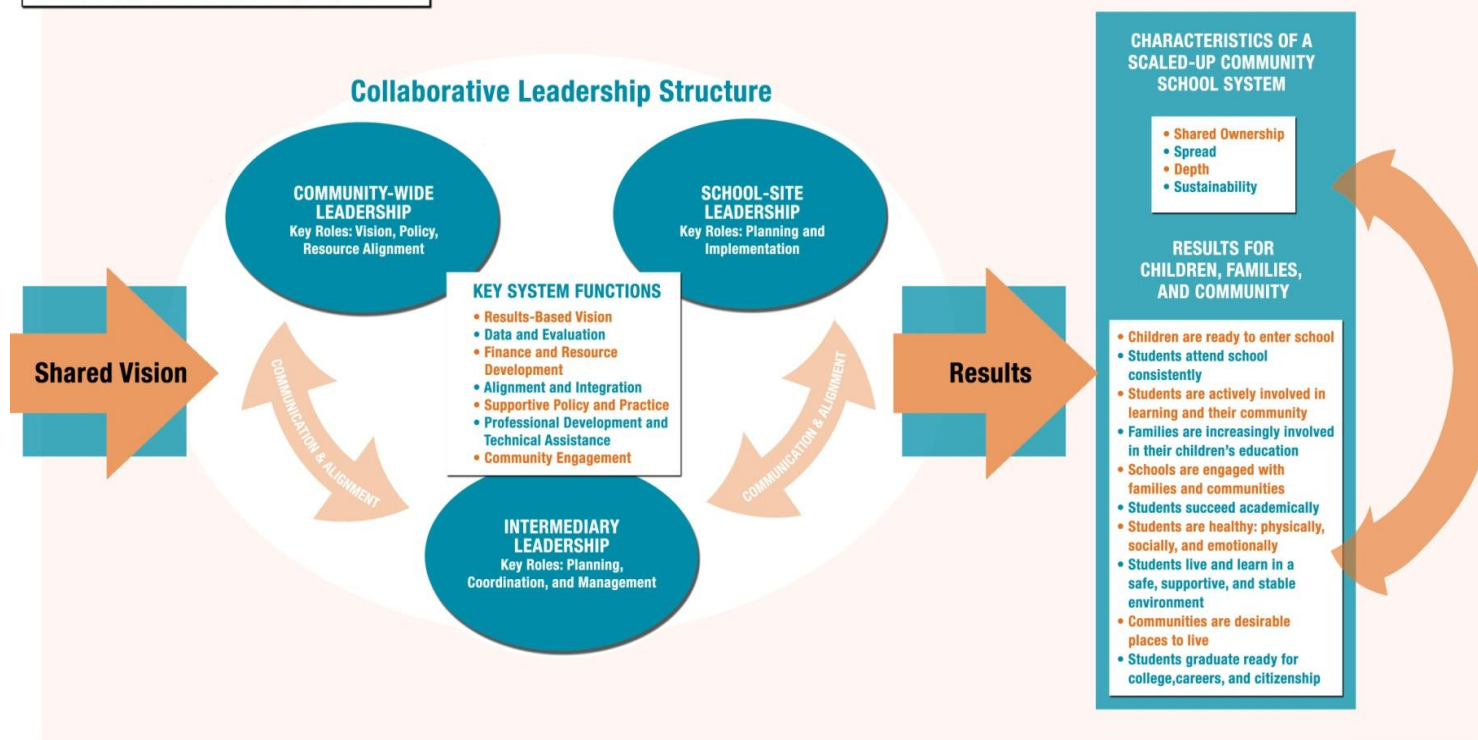 Collaborative Leadership Structure
COMMUNITY-WIDE
LEADERSHIP
Key Roles: Vision, Policy,
Resource Alignment
SCHOOL-SITE
LEADERSHIP
Key Roles: Planning and
Implementation
Shared Vision
KEY SYSTEM FUNCTIONS
• Results-Based Vision
• Data and Evaluation
• Finance and Resource
Development
• Alignment and Integration
• Supportive Policy and Practice
• Professional Development and
Technical Assistance
• Community Engagement
COMMUNICATION & ALIGNMENT
COMMUNICATION & ALIGNMENT
INTERMEDIARY
LEADERSHIP
Key Roles: Planning,
Coordination, and Management
Results
CHARACTERISTICS OF A
SCALED-UP COMMUNITY
SCHOOL SYSTEM
• Shared Ownership
• Spread
• Depth
• Sustainability
RESULTS FOR
CHILDREN, FAMILIES,
AND COMMUNITY
• Children are ready to enter school
• Students attend school
consistently
• Students are actively involved in
learning and their community
• Families are increasingly involved
in their children's education
• Schools are engaged with
families and communities
• Students succeed academically
• Students are healthy: physically,
socially, and emotionally
• Students live and learn in a
safe, supportive, and stable
environment
• Communities are desirable
places to live
• Students graduate ready for
college,careers, and citizenship